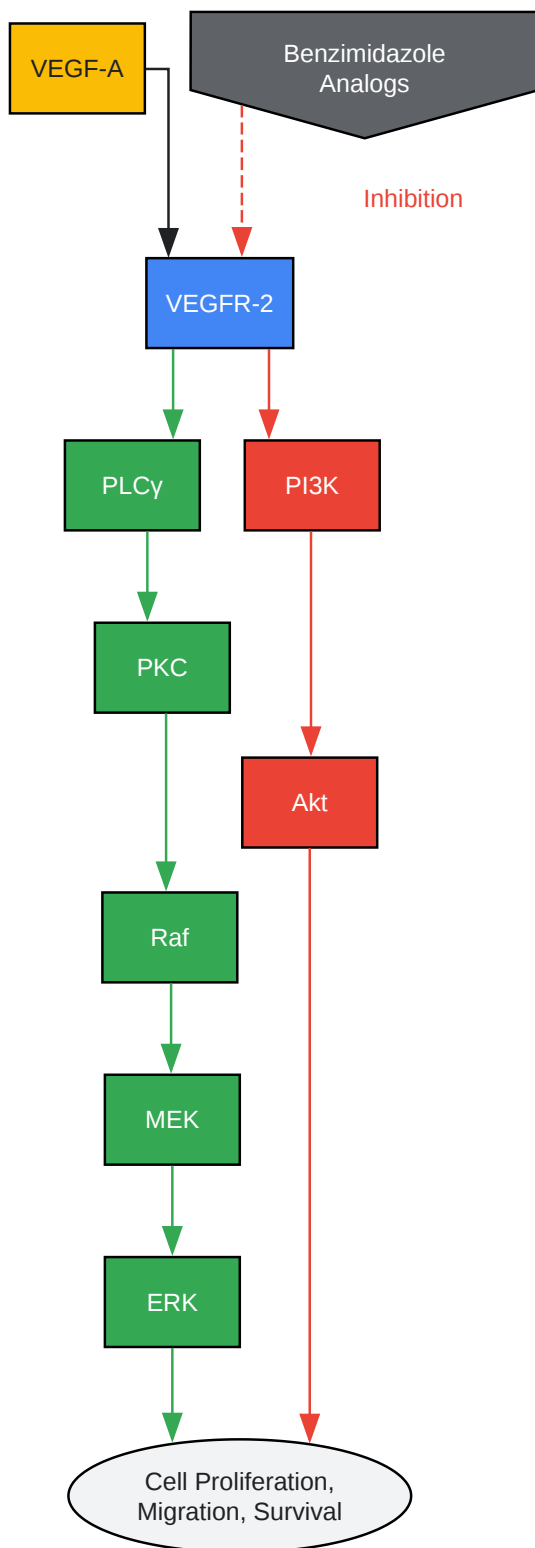 VEGF-A
Benzimidazole
Analogs
Inhibition
VEGFR-2
PLCγ
PI3K
PKC
Akt
Raf
MEK
ERK
Cell Proliferation,
Migration, Survival